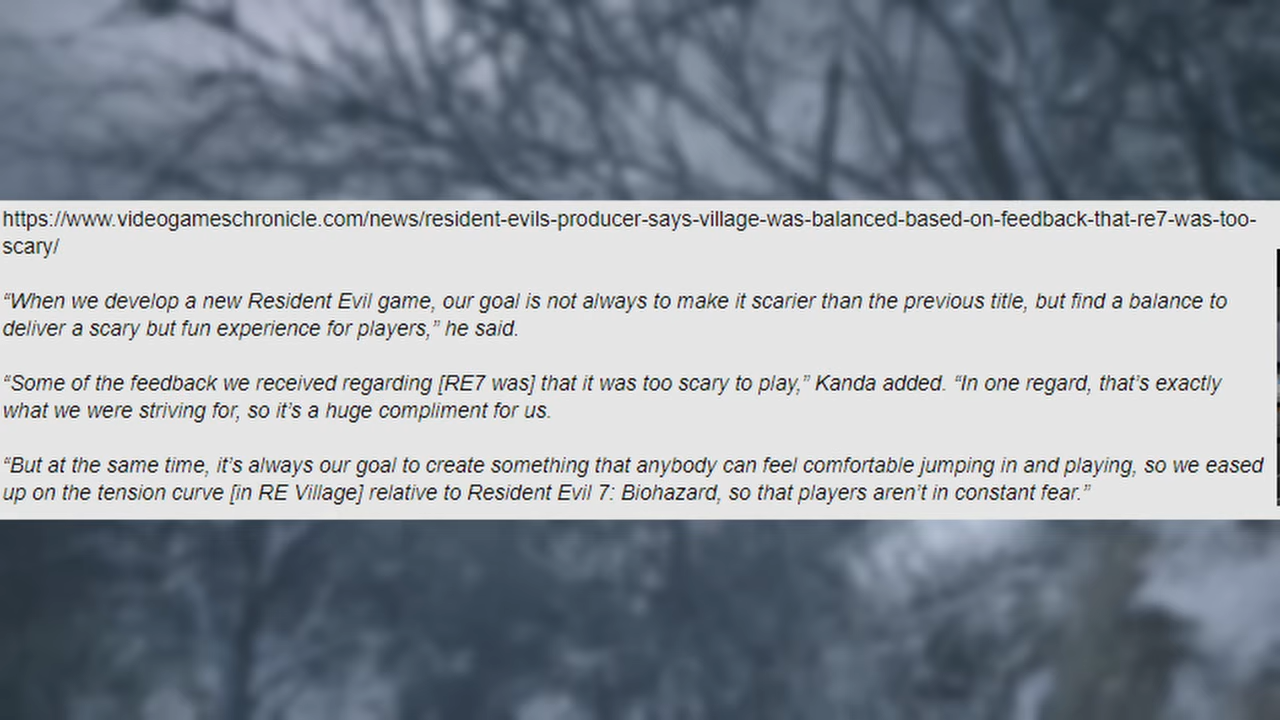 https://www.videogameschronicle.com/news/resident-evils-producer-says-village-was-balanced-based-on-feedback-that-re7-was-too-
scary/
“When we develop a new Resident Evil game, our goal is not always to make it scarier than the previous title, but find a balance to
deliver a scary but fun experience for players,” he said.
“Some of the feedback we received regarding [RE7 was] that it was too scary to play,” Kanda added. “In one regard, that’s exactly
what we were striving for, so it’s a huge compliment for us.
“But at the same time, it’s always our goal to create something that anybody can feel comfortable jumping in and playing, so we eased
up on the tension curve [in RE Village] relative to Resident Evil 7: Biohazard, so that players aren’t in constant fear.”